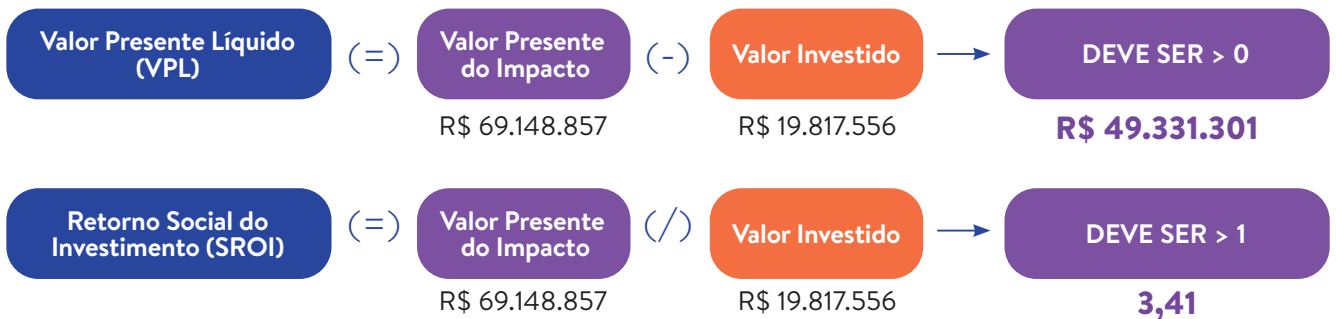 Valor Presente Líquido
(VPL)
(=)
Valor Presente
do Impacto
(-)
Valor Investido
DEVE SER > 0
R$ 69.148.857
R$ 19.817.556
R$ 49.331.301
Retorno Social do
Investimento (SROI)
(=)
Valor Presente
do Impacto
(/)
Valor Investido
DEVE SER > 1
R$ 69.148.857
R$ 19.817.556
3,41